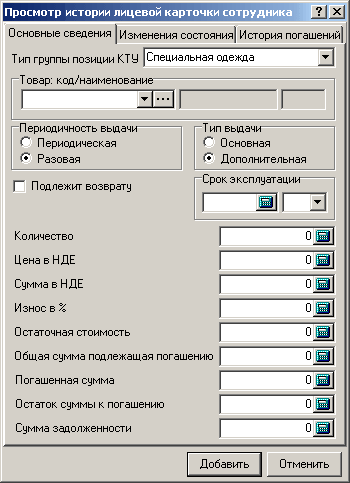 Просмотр истории лицевой карточки сотрудника
Основные сведения Изменения состояния История погашений
Тип группы позиции КТУ Специальная одежда
Товар: код/наименование
Периодичность выдачи Тип выдачи
Периодическая Основная
Разовая Дополнительная
Подлежит возврату Срок эксплуатации
Количество 0
Цена в НДЕ 0
Сумма в НДЕ 0
Износ в % 0
Остаточная стоимость 0
Общая сумма подлежащая погашению 0
Погашенная сумма 0
Остаток суммы к погашению 0
Сумма задолженности 0
Добавить Отменить